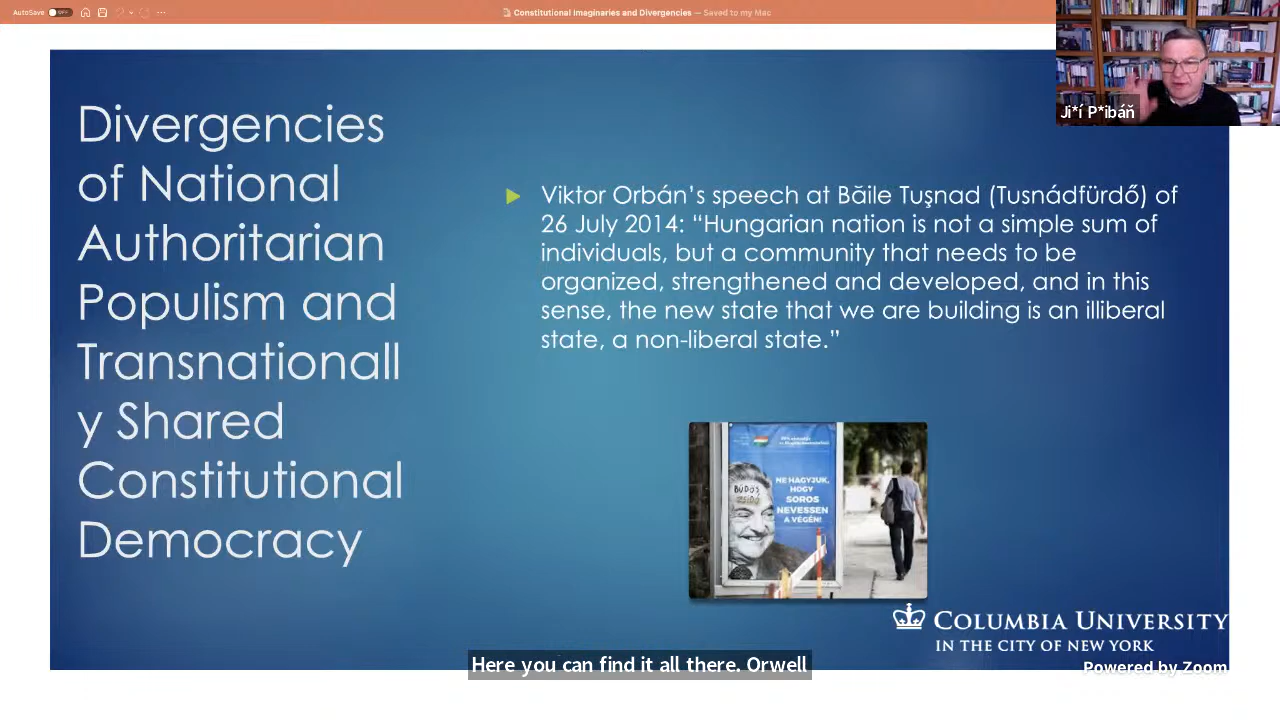 AutoSave OFF
Constitutional Imaginaries and Divergencies — Saved to my Mac
Ji*í P*ibáň
Divergencies
of National
Authoritarian
Populism and
Transnationall
y Shared
Constitutional
Democracy
Viktor Orbán’s speech at Băile Tuşnad (Tusnádfürdő) of
26 July 2014: “Hungarian nation is not a simple sum of
individuals, but a community that needs to be
organized, strengthened and developed, and in this
sense, the new state that we are building is an illiberal
state, a non-liberal state.”
BÜDÖS
ZSIDÓ
NE HAGYJUK,
HOGY
SOROS
NEVESSEN
A VÉGÉN!
COLUMBIA UNIVERSITY
IN THE CITY OF NEW YORK
Here you can find it all there. Orwell
Powered by Zoom